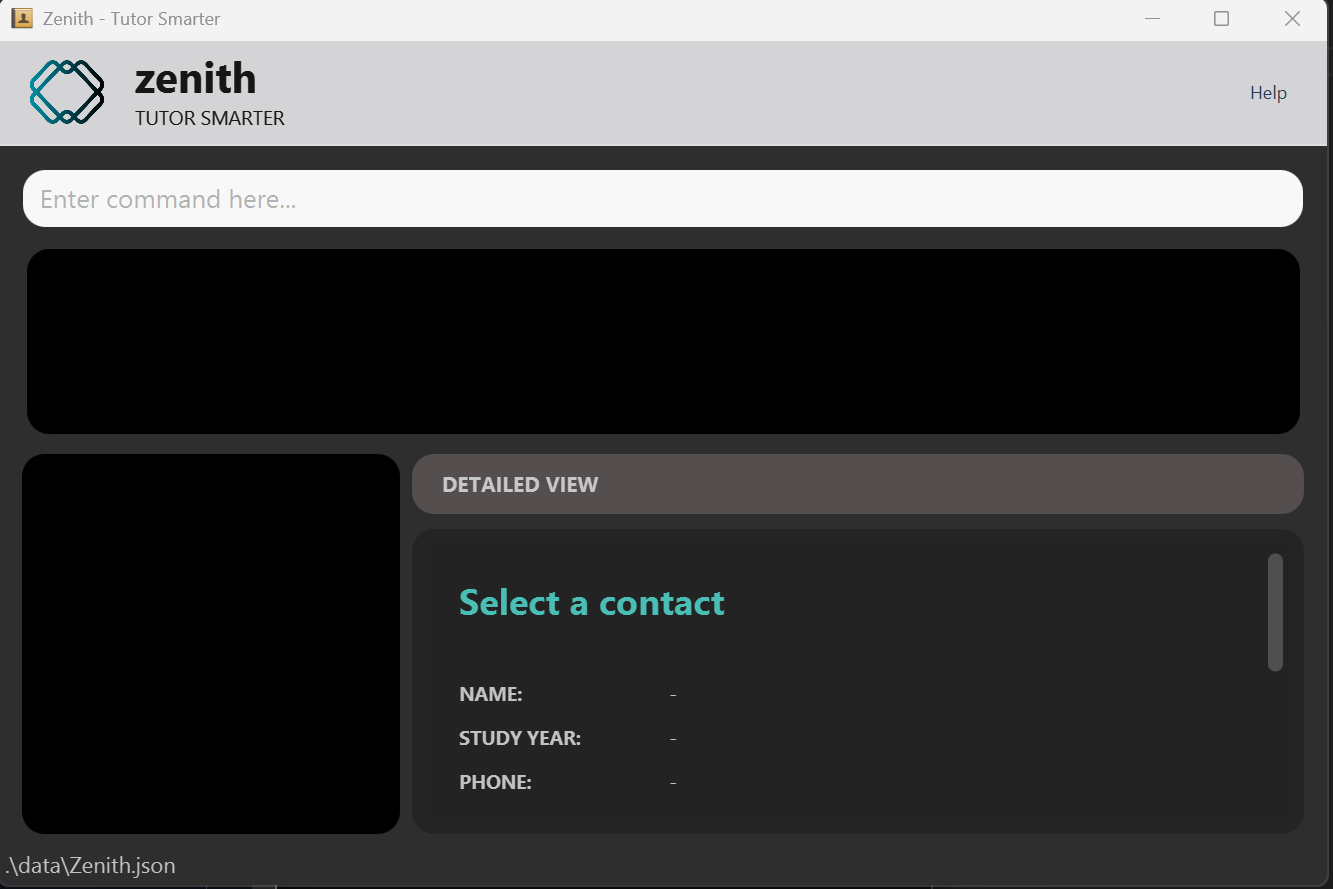 Zenith - Tutor Smarter
zenith
TUTOR SMARTER
Help
Enter command here...
DETAILED VIEW
Select a contact
NAME: -
STUDY YEAR: -
PHONE: -
.\data\Zenith.json